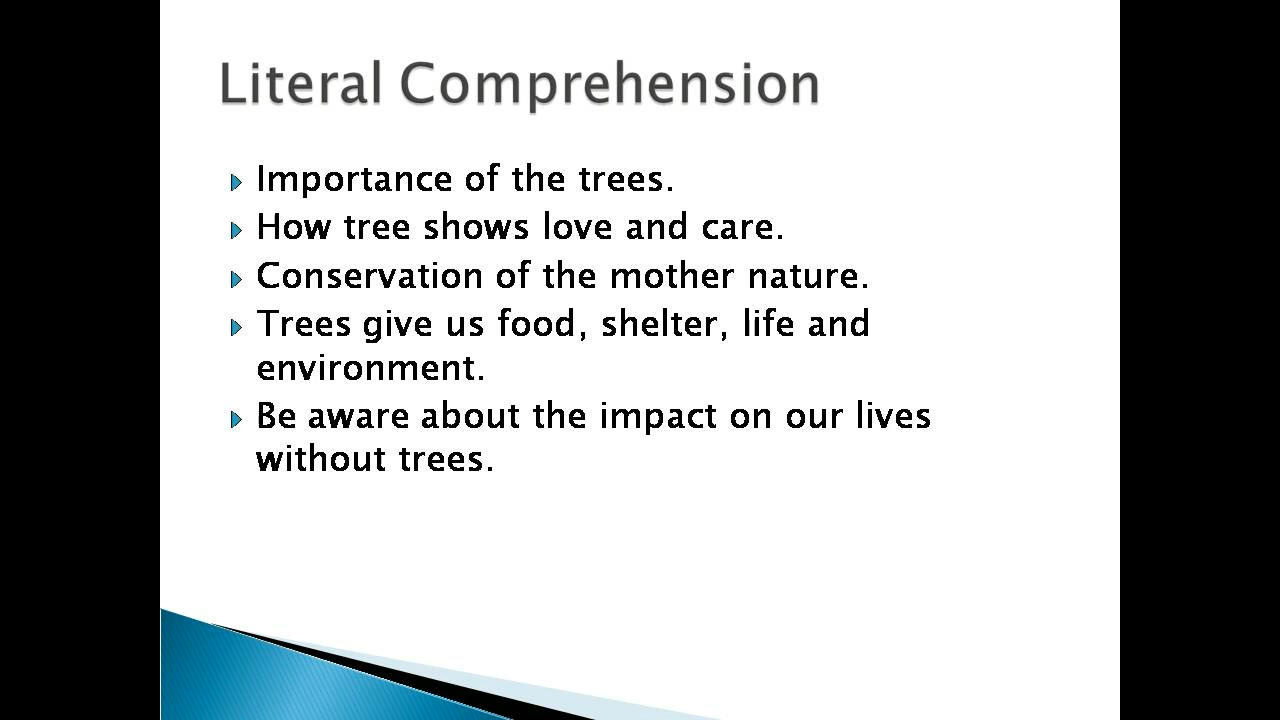 Literal Comprehension
Importance of the trees.
How tree shows love and care.
Conservation of the mother nature.
Trees give us food, shelter, life and
environment.
Be aware about the impact on our lives
without trees.